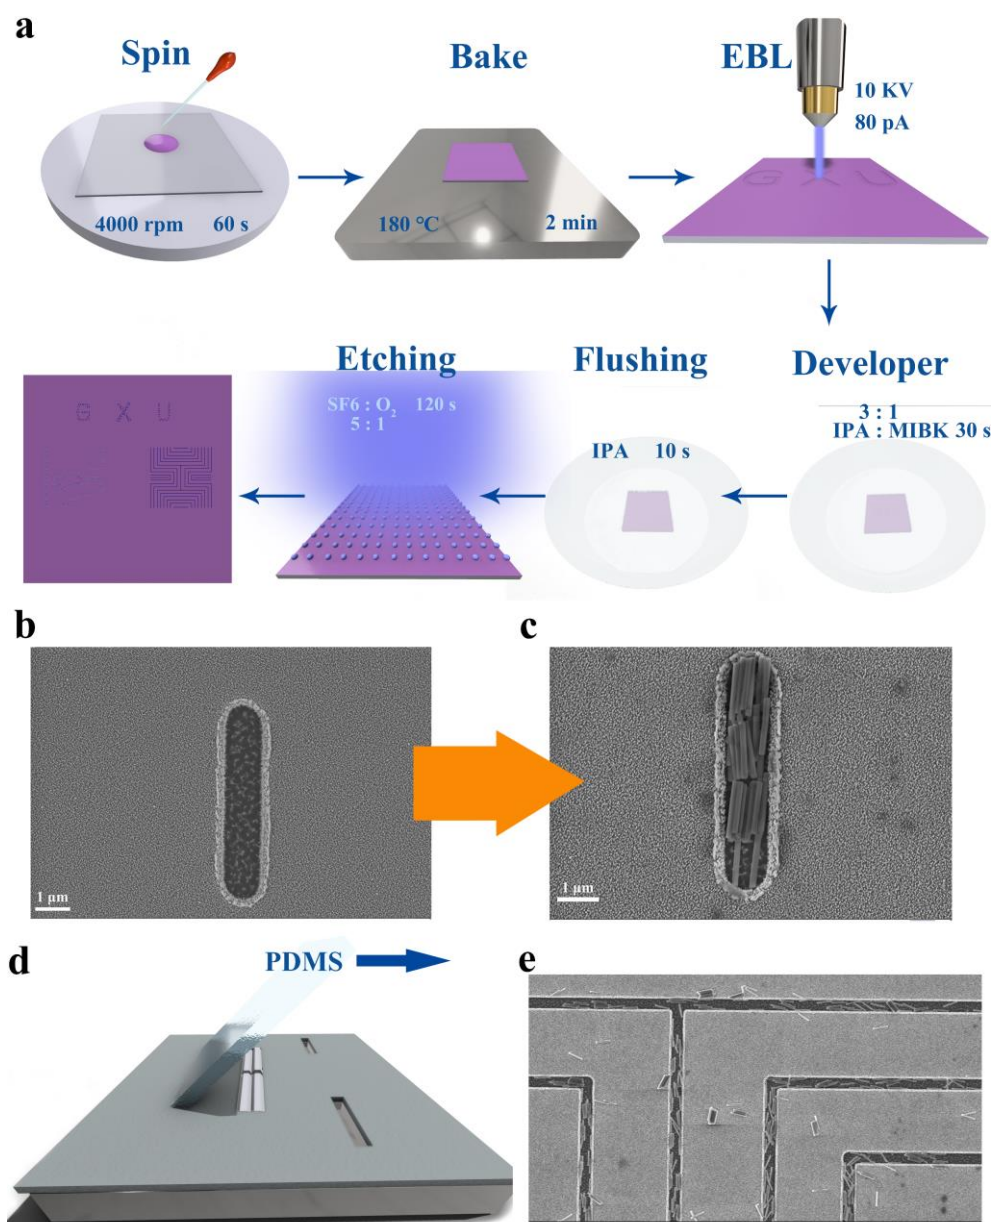 a
Spin
4000 rpm 60 s
Bake
180 ℃ 2 min
EBL
10 KV
80 pA
G X U
Developer
3 : 1
IPA : MIBK 30 s
Flushing
IPA 10 s
Etching
SF6 : O₂ 120 s
5 : 1
G X U
b
1 μm
c
1 μm
d
PDMS
e